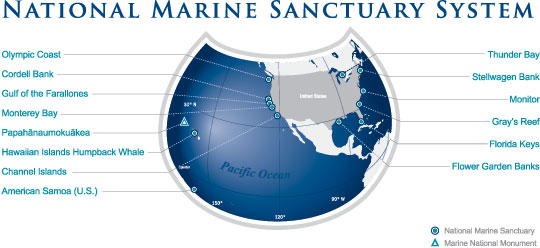 NATIONAL MARINE SANCTUARY SYSTEM
Olympic Coast
Cordell Bank
Gulf of the Farallones
Monterey Bay
Papahānaumokuākea
Hawaiian Islands Humpback Whale
Channel Islands
American Samoa (U.S.)
Thunder Bay
Stellwagen Bank
Monitor
Gray's Reef
Florida Keys
Flower Garden Banks
United States
30° N
Pacific Ocean
150°
120°
90° W
National Marine Sanctuary
Marine National Monument